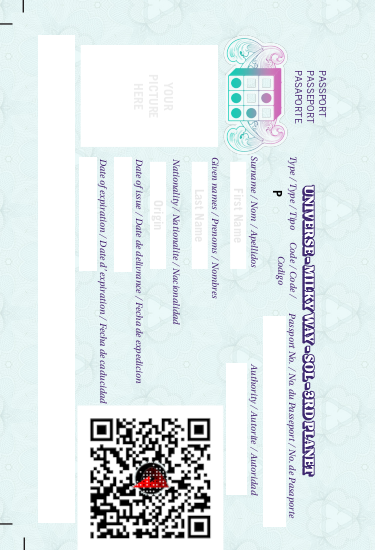 PASSPORT
PASSEPORT
PASAPORTE
UNIVERSE - MILKY WAY - SOL - 3RD PLANET
Type / Type / Tipo
P
Code / Code / Codigo
Passport No. / No. du Passeport / No. de Pasaporte
Surname / Nom / Apellidos
First Name
Authority / Autorite / Autoridad
Given names / Prenoms / Nombres
Last Name
Nationality / Nationalite / Nacionalidad
Origin
Date of issue / Date de delivrance / Fecha de expedicion
Date of expiration / Date d' expiration / Fecha de caducidad
YOUR
PICTURE
HERE